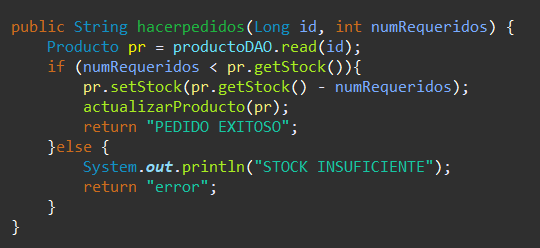 public String hacerpedidos(Long id, int numRequeridos) {
    Producto pr = productoDAO.read(id);
    if (numRequeridos < pr.getStock()){
        pr.setStock(pr.getStock() - numRequeridos);
        actualizarProducto(pr);
        return "PEDIDO EXITOSO";
    }else {
        System.out.println("STOCK INSUFICIENTE");
        return "error";
    }
}